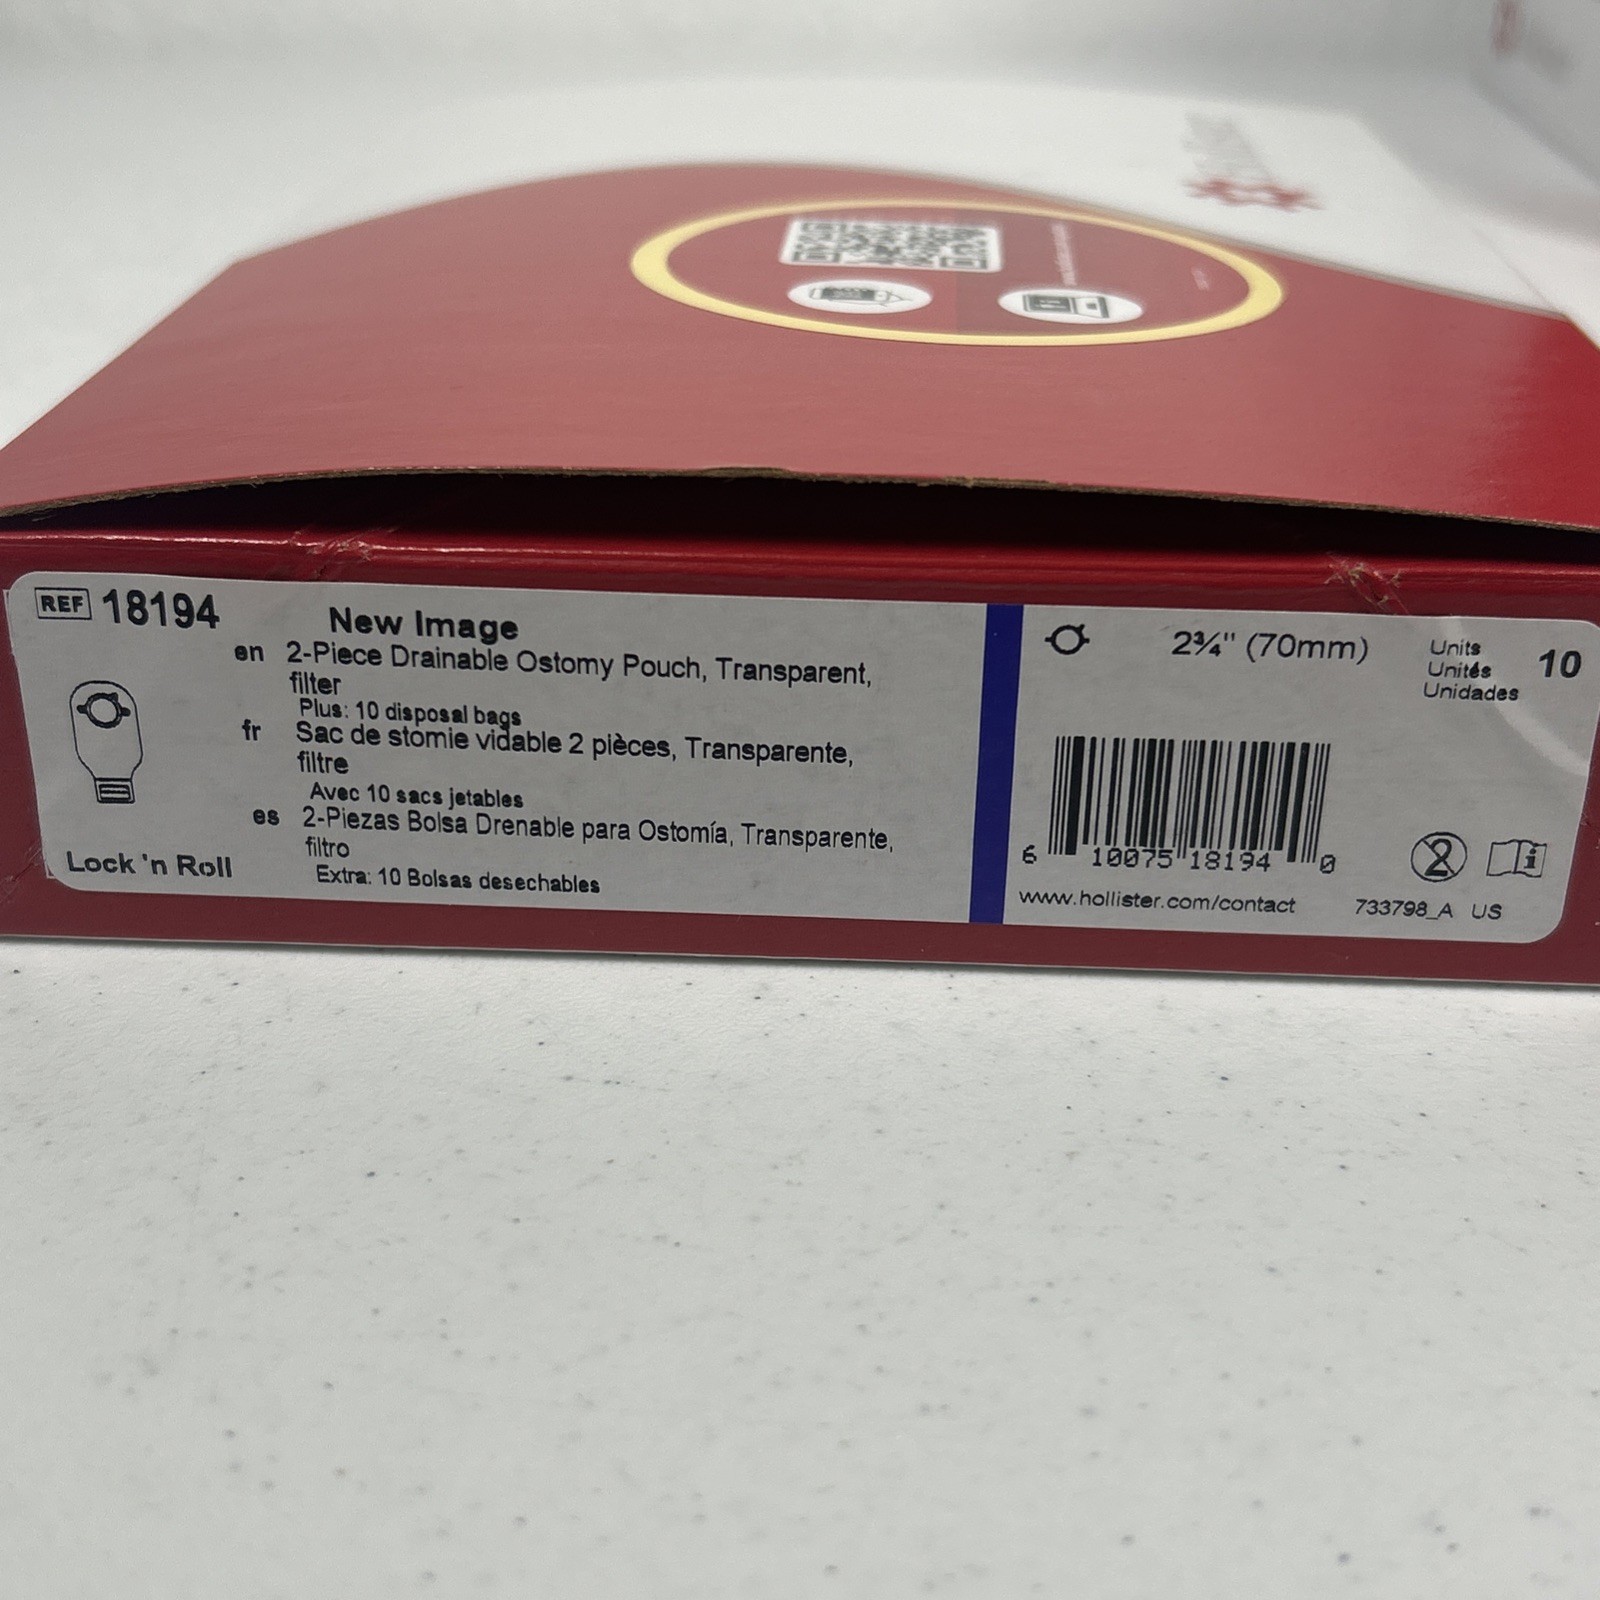 REF 18194
New Image
en 2-Piece Drainable Ostomy Pouch, Transparent,
filter
Plus: 10 disposal bags
fr Sac de stomie vidable 2 pièces, Transparente,
filtre
Avec 10 sacs jetables
es 2-Piezas Bolsa Drenable para Ostomía, Transparente,
filtro
Extra: 10 Bolsas desechables
Lock 'n Roll
2¾" (70mm)
Units
Unités
Unidades
10
6 10075 18194 0
2
i
www.hollister.com/contact
733798_A US